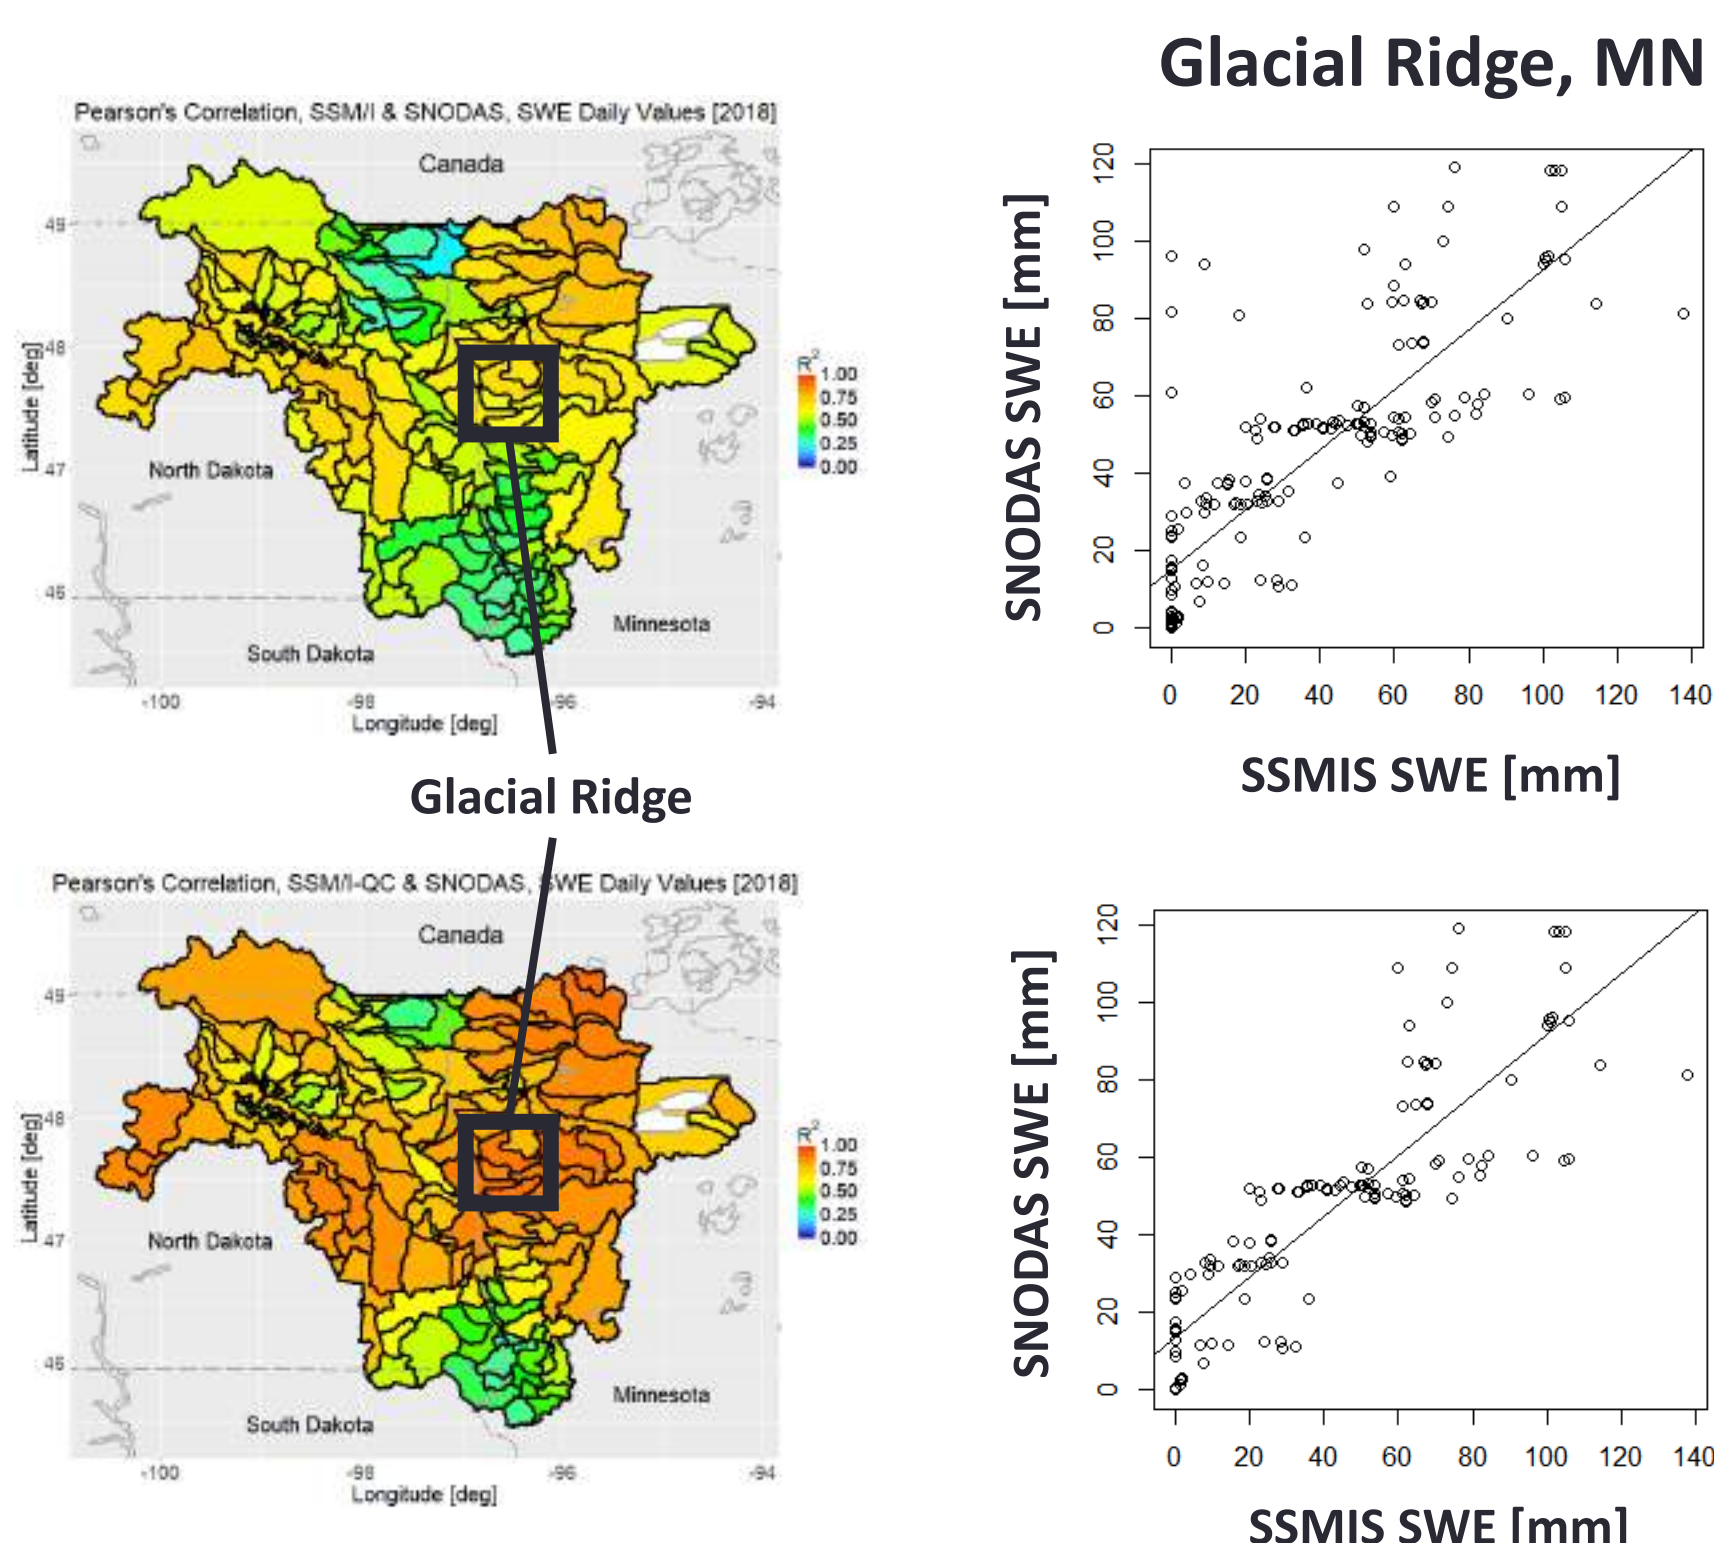 Glacial Ridge, MN
Pearson's Correlation, SSM/I & SNODAS, SWE Daily Values [2018]
Canada
North Dakota
South Dakota
Minnesota
49
48
47
46
Latitude [deg]
-100 -98 -96 -94
Longitude [deg]
R²
1.00
0.75
0.50
0.25
0.00
SNODAS SWE [mm]
120
100
80
60
40
20
0
0 20 40 60 80 100 120 140
SSMIS SWE [mm]
Glacial Ridge
Pearson's Correlation, SSM/I-QC & SNODAS, SWE Daily Values [2018]
Canada
North Dakota
South Dakota
Minnesota
49
48
47
46
Latitude [deg]
-100 -98 -96 -94
Longitude [deg]
R²
1.00
0.75
0.50
0.25
0.00
SNODAS SWE [mm]
120
100
80
60
40
20
0
0 20 40 60 80 100 120 140
SSMIS SWE [mm]